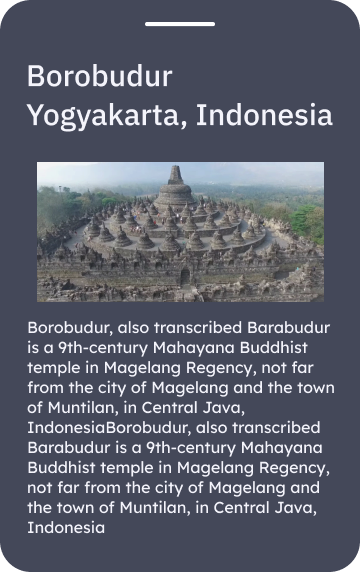 Borobudur
Yogyakarta, Indonesia
Borobudur, also transcribed Barabudur
is a 9th-century Mahayana Buddhist
temple in Magelang Regency, not far
from the city of Magelang and the town
of Muntilan, in Central Java,
IndonesiaBorobudur, also transcribed
Barabudur is a 9th-century Mahayana
Buddhist temple in Magelang Regency,
not far from the city of Magelang and
the town of Muntilan, in Central Java,
Indonesia